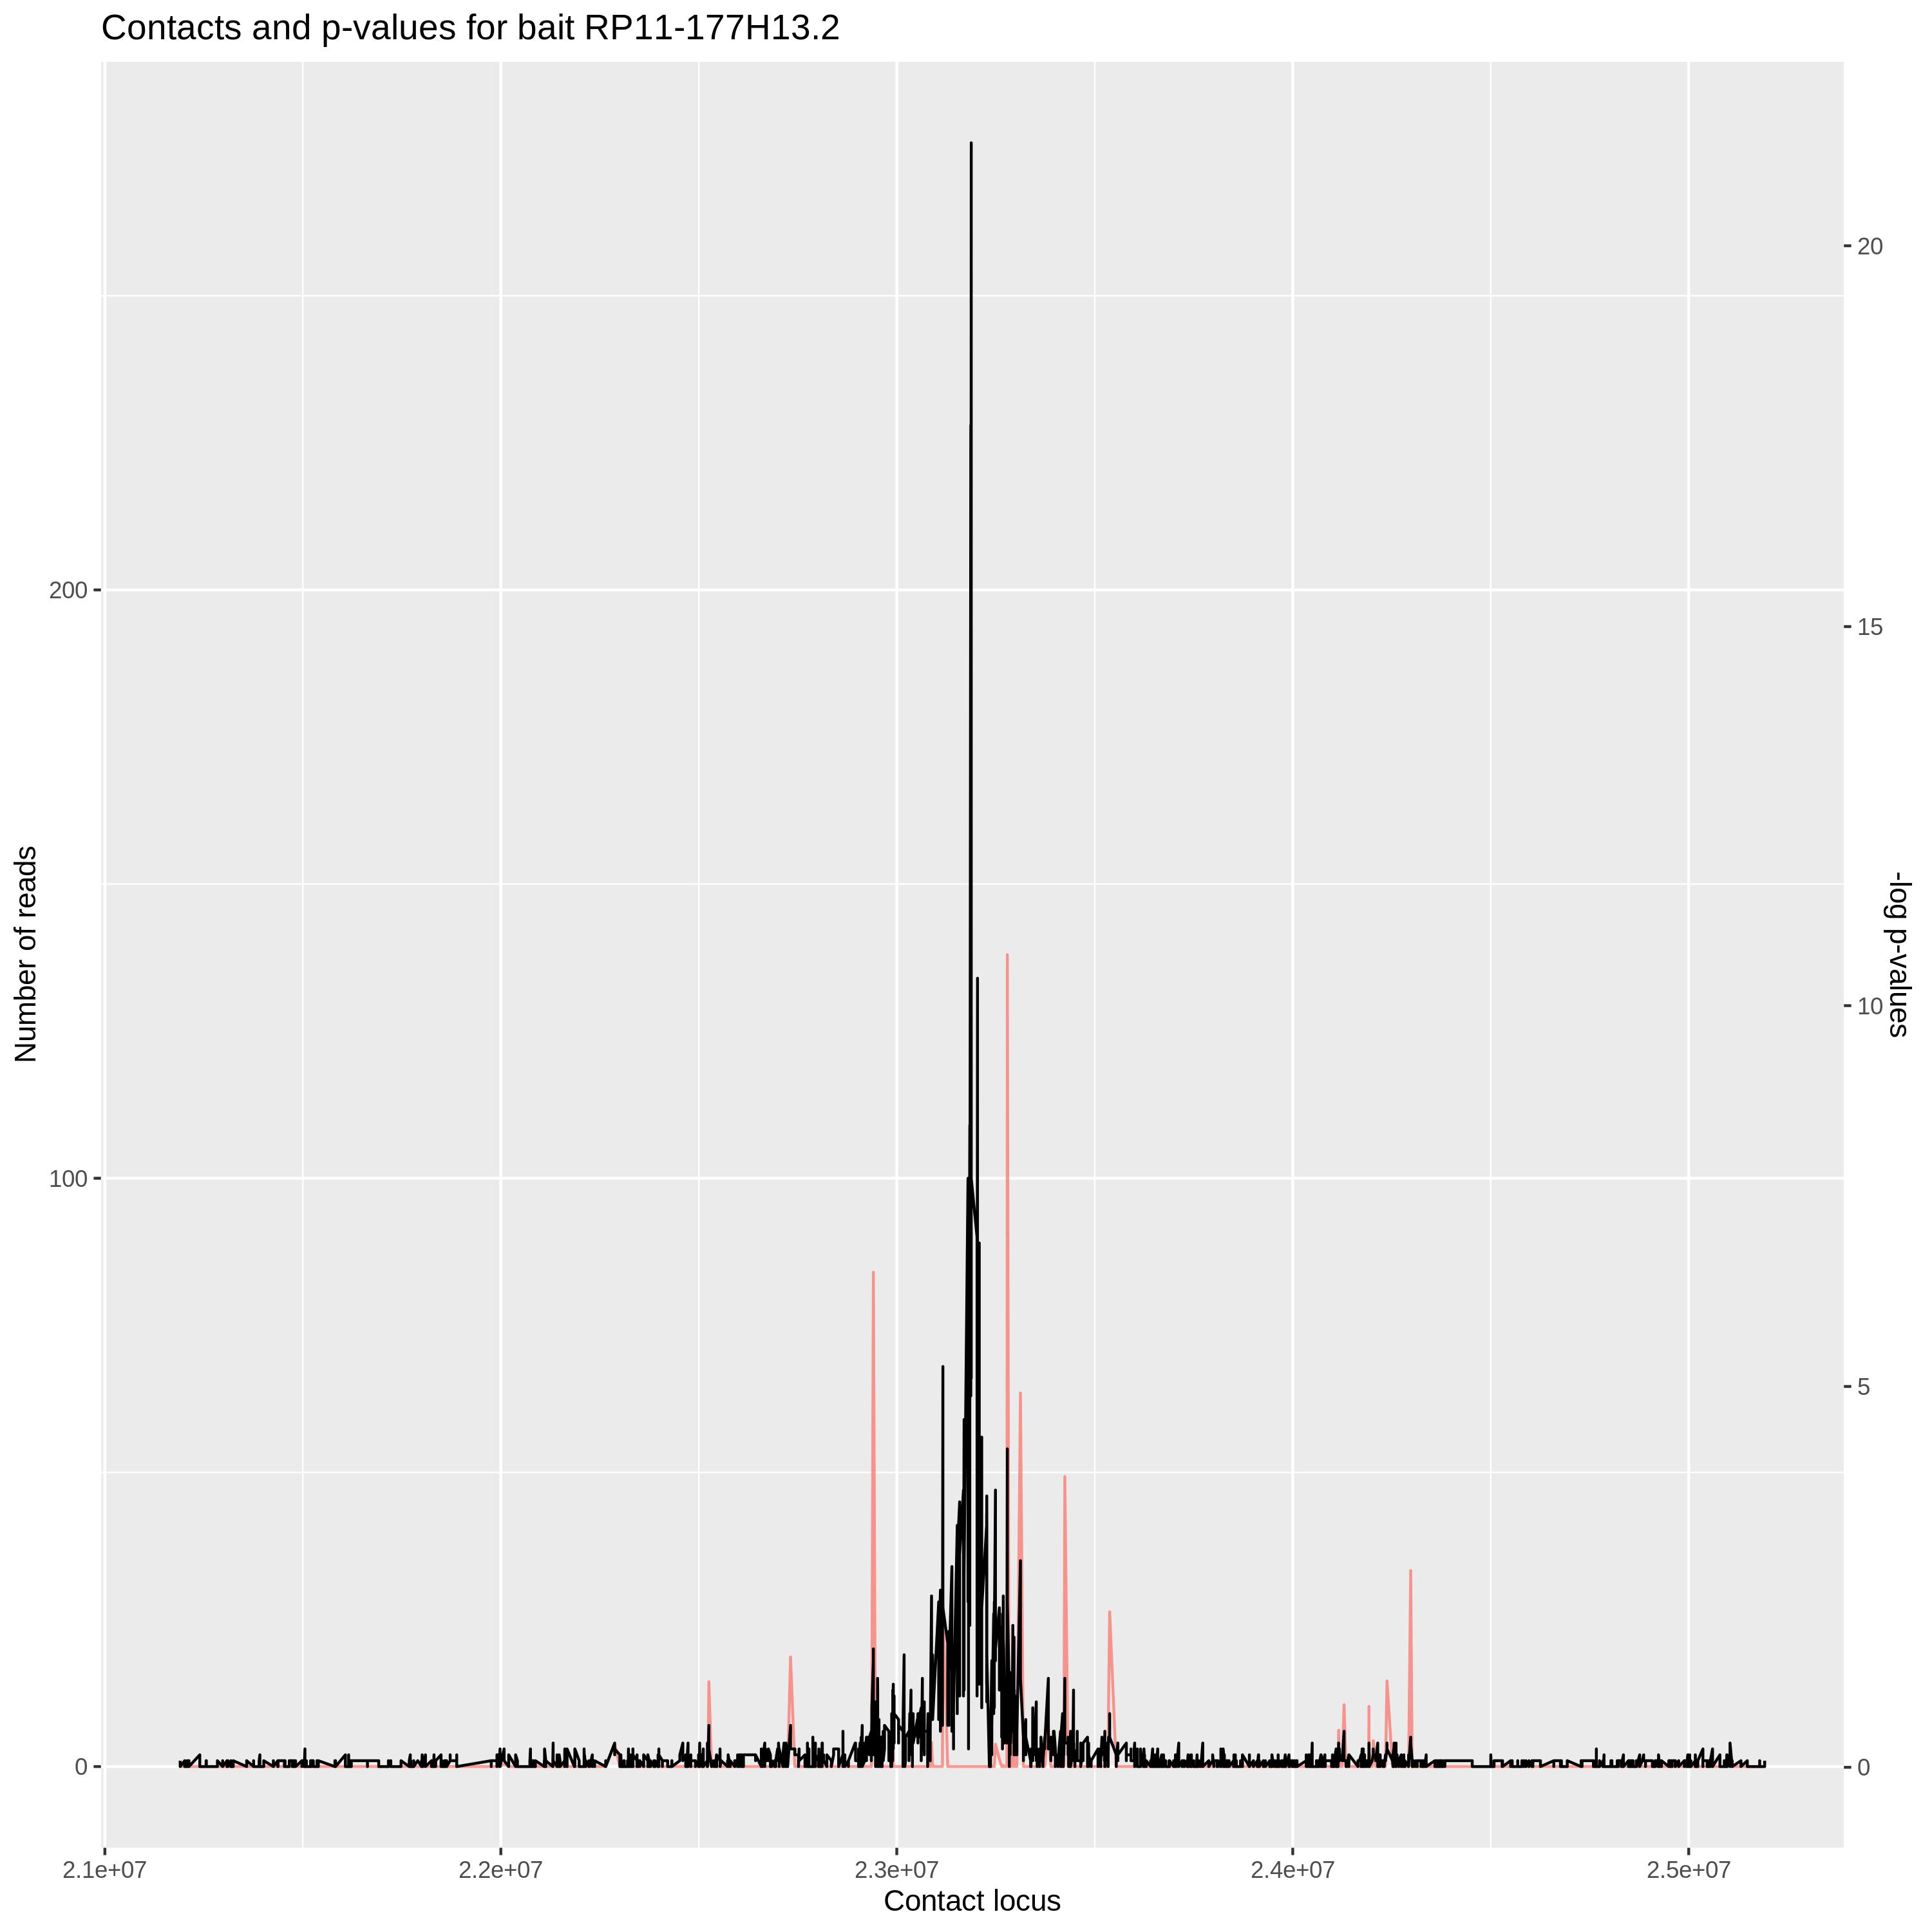 Contacts and p-values for bait RP11-177H13.2
Number of reads
200
100
0
20
15
10
5
0
-log p-values
2.1e+07
2.2e+07
2.3e+07
2.4e+07
2.5e+07
Contact locus